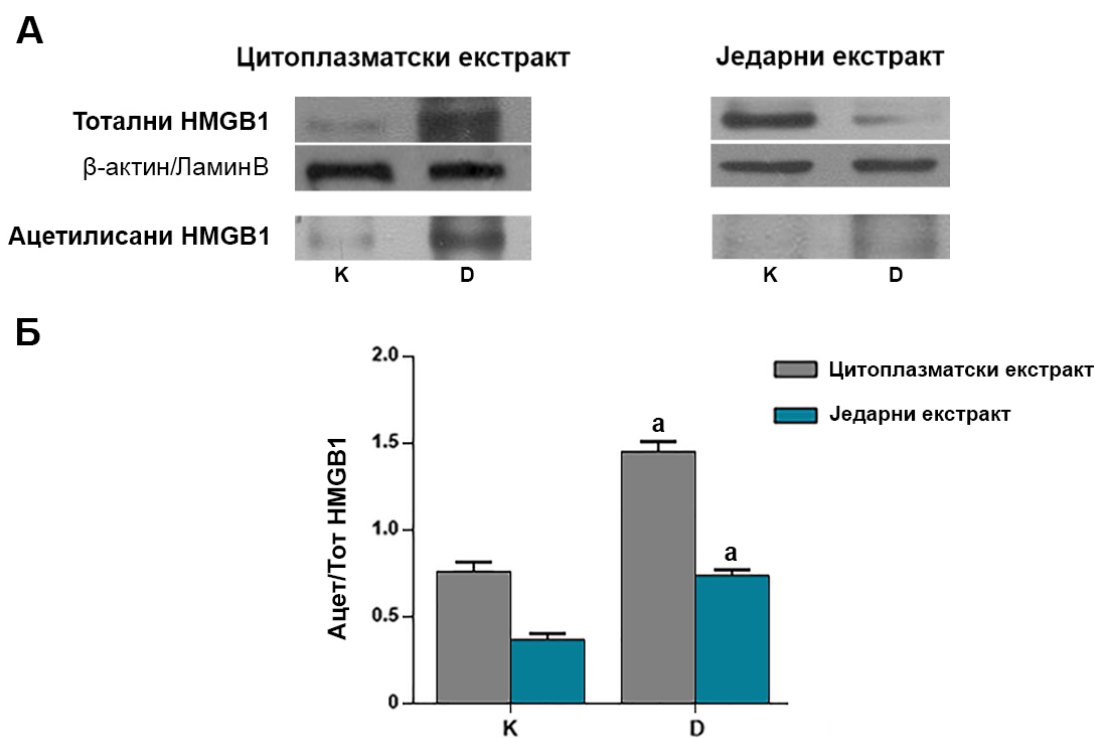 А
Цитоплазматски екстракт
Једарни екстракт
Тотални HMGB1
β-актин/Ламин B
Ацетилисани HMGB1
K
D
K
D
Б
Цитоплазматски екстракт
Једарни екстракт
Ацет/Тот HMGB1
2.0
1.5
1.0
0.5
0
a
a
K
D